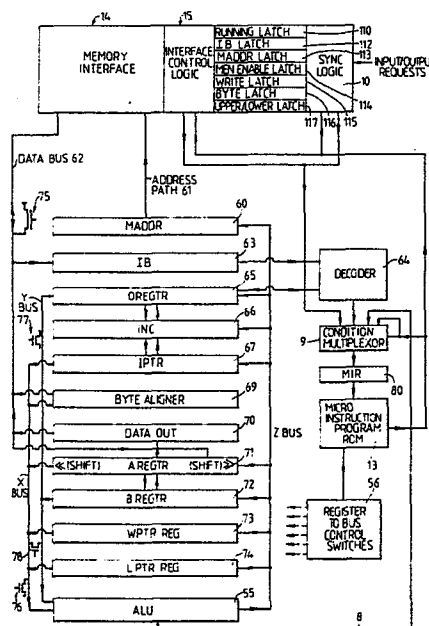 14
15
MEMORY INTERFACE
INTERFACE CONTROL LOGIC
RUNNING LATCH
I B LATCH
MADDR LATCH
MEN ENABLE LATCH
WRITE LATCH
BYTE LATCH
UPPER/LOWER LATCH
SYNC LOGIC
10
110
112
113
INPUT/OUTPUT REQUESTS
114
115
116
117
DATA BUS 62
ADDRESS PATH 61
75
MADDR
60
IB
63
OREGTR
65
INC
66
IPTR
67
BYTE ALIGNER
69
DATA OUT
70
<<(SHIFT) A REGTR (SHIFT)>>
71
B REGTR
72
WPTR REG
73
LPTR REG
74
ALU
55
Y BUS
77
X BUS
78
76
Z BUS
DECODER
64
CONDITION MULTIPLEXOR
9
MIR
80
MICRO INSTRUCTION PROGRAM ROM
13
56
REGISTER TO BUS CONTROL SWITCHES
8